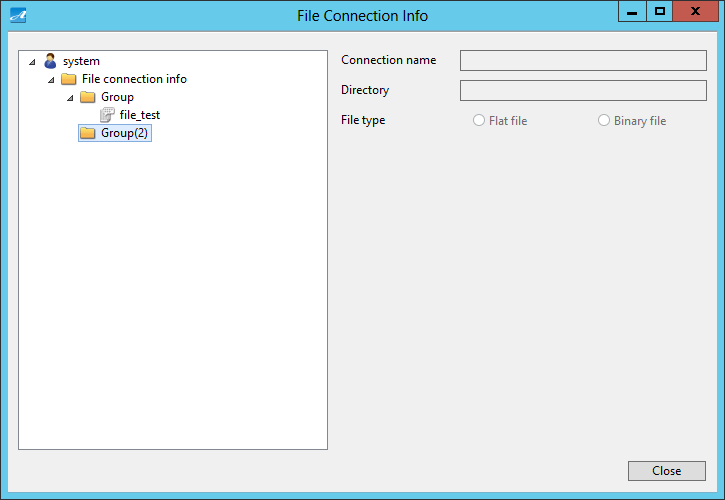 File Connection Info
system
File connection info
Group
file_test
Group(2)
Connection name
Directory
File type
Flat file
Binary file
Close